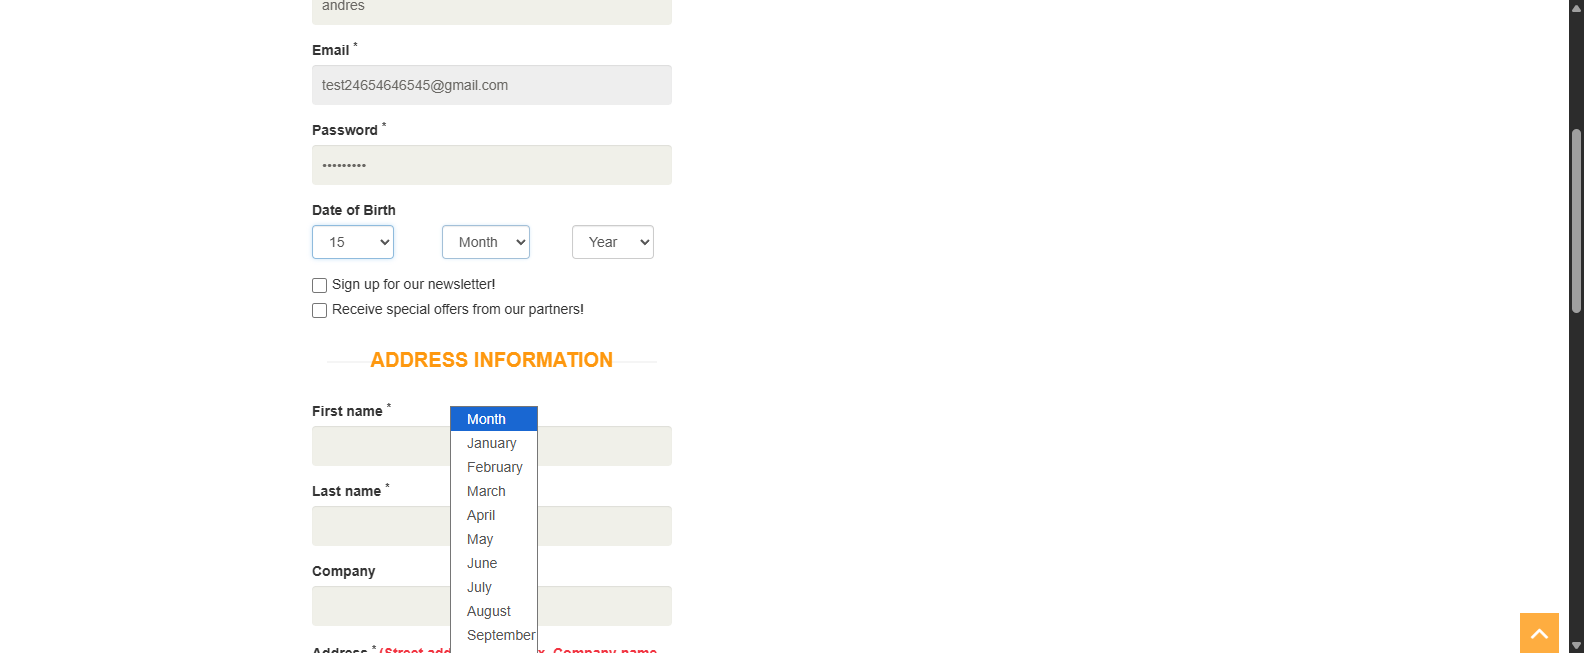 andres
Email *
test24654646545@gmail.com
Password *
•••••••••
Date of Birth
15 Month Year
Sign up for our newsletter!
Receive special offers from our partners!
ADDRESS INFORMATION
First name *
Month
January
February
Last name *
March
April
May
Company
June
July
August
September
Address * (Street add x, Company name